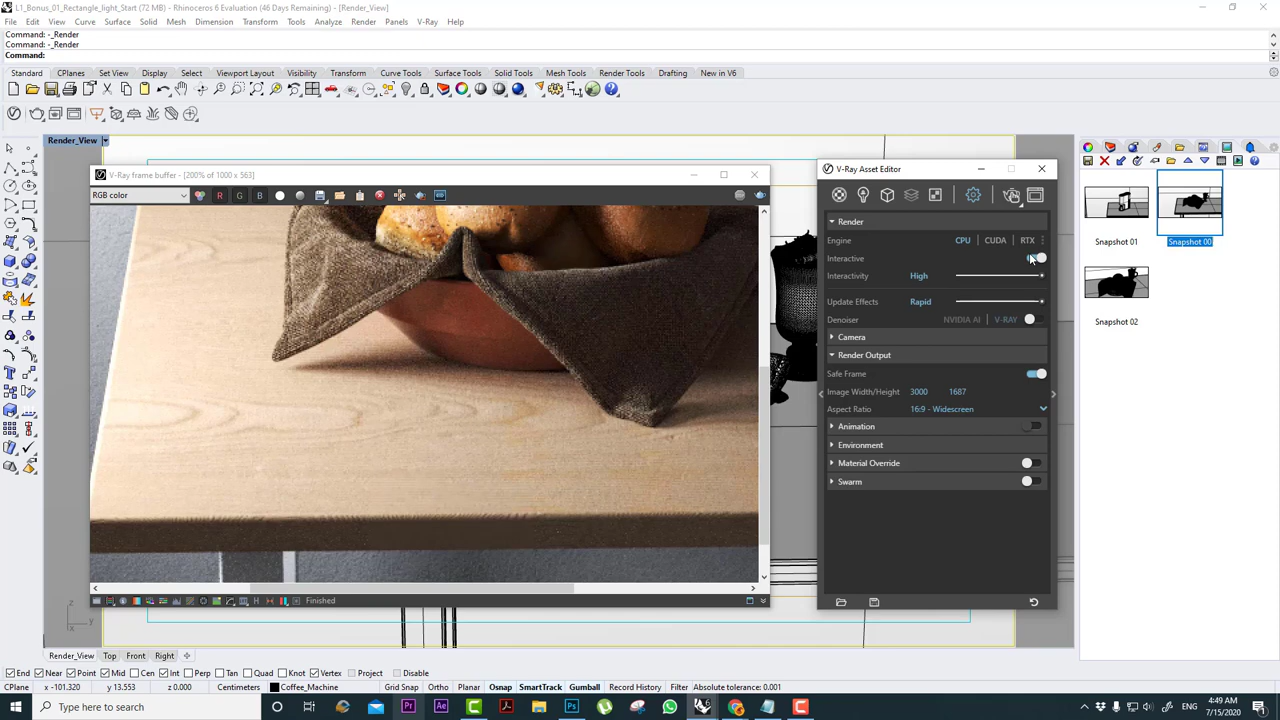 L1_Bonus_01_Rectangle_light_Start (72 MB) - Rhinoceros 6 Evaluation (46 Days Remaining) - [Render_View]
File Edit View Curve Surface Solid Mesh Dimension Transform Tools Analyze Render Panels V-Ray Help
Command: -_Render
Command: -_Render
Command:
Standard CPlanes Set View Display Select Viewport Layout Visibility Transform Curve Tools Surface Tools Solid Tools Mesh Tools Render Tools Drafting New in V6
Render_View
V-Ray frame buffer - [200% of 1000 x 563]
RGB color R G B
Finished
V-Ray Asset Editor
Render
Engine CPU CUDA RTX
Interactive
Interactivity High
Update Effects Rapid
Denoiser NVIDIA AI V-RAY
Camera
Render Output
Safe Frame
Image Width/Height 3000 1687
Aspect Ratio 16:9 - Widescreen
Animation
Environment
Material Override
Swarm
Snapshot 01 Snapshot 00
Snapshot 02
z
x y
Render_View Top Front Right
End Near Point Mid Cen Int Perp Tan Quad Knot Vertex Project Disable
CPlane x -101.320 y 13.553 z 0.000 Centimeters Coffee_Machine Grid Snap Ortho Planar Osnap SmartTrack Gumball Record History Filter Absolute tolerance: 0.001
Type here to search
ENG 4:49 AM 7/15/2020